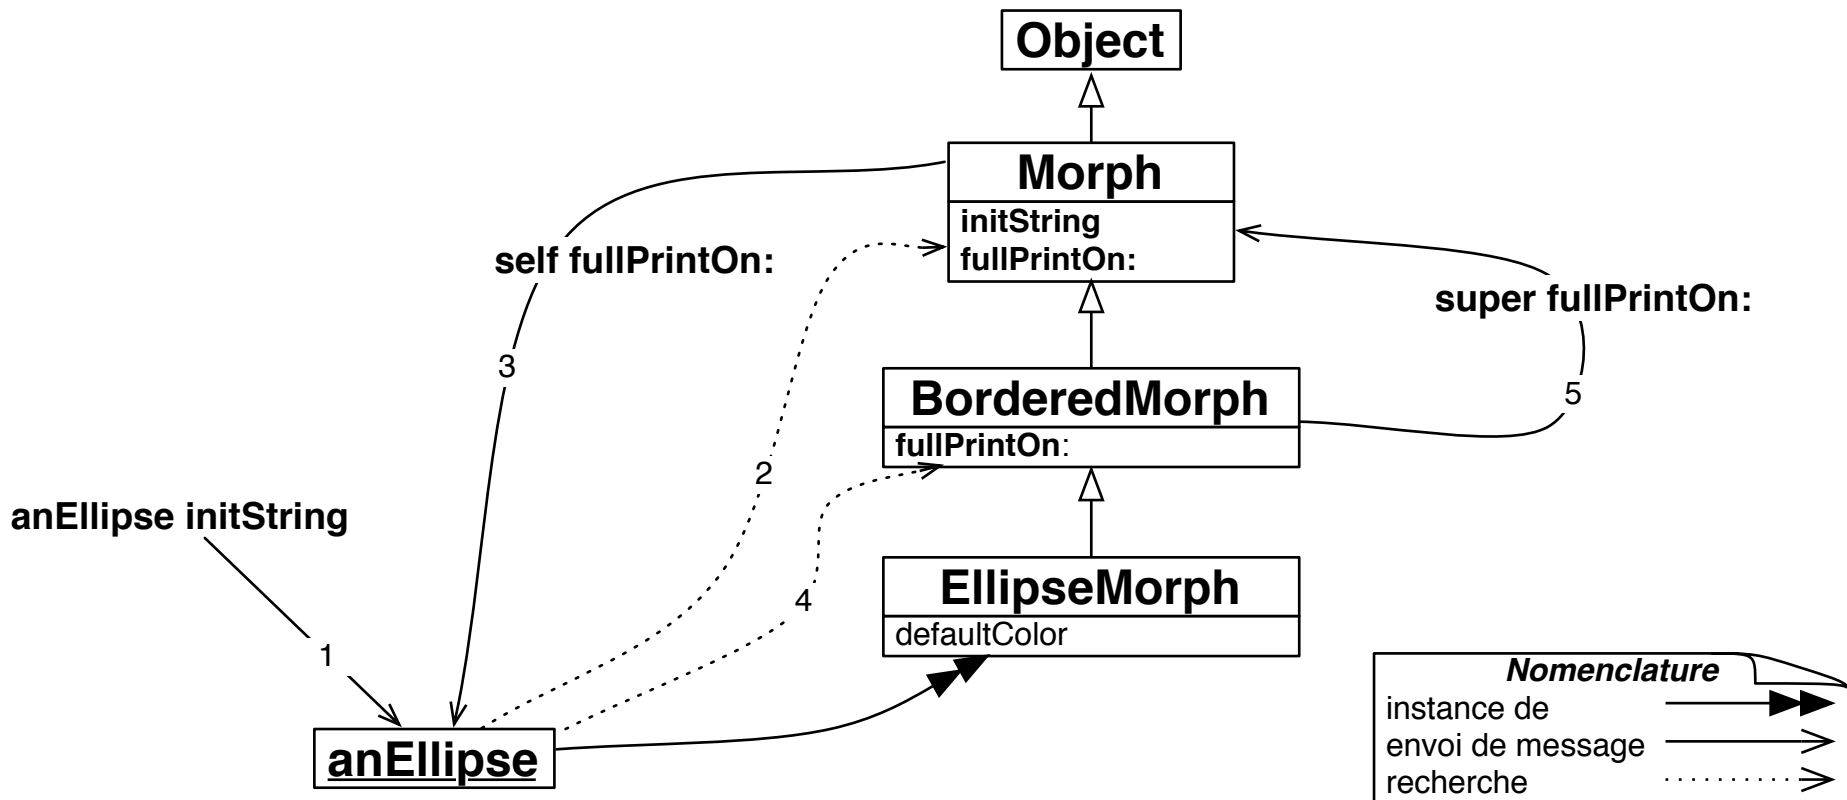 Object
Morph
initString
fullPrintOn:
self fullPrintOn:
super fullPrintOn:
3
BorderedMorph
5
fullPrintOn:
2
anEllipse initString
EllipseMorph
4
defaultColor
1
Nomenclature
instance de
anEllipse
envoi de message
recherche